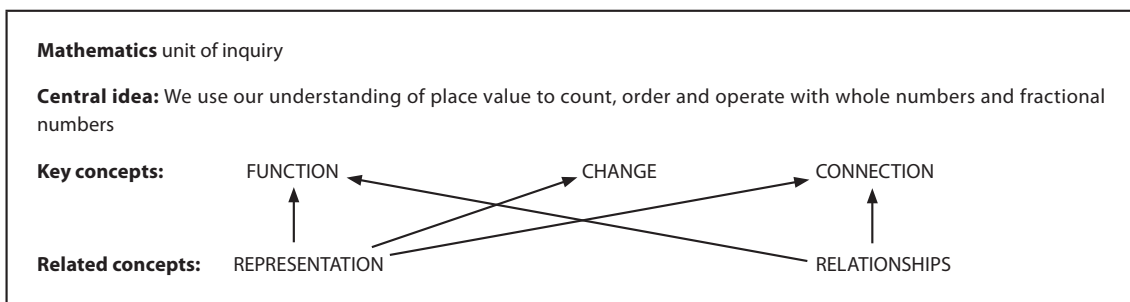 Mathematics unit of inquiry
Central idea: We use our understanding of place value to count, order and operate with whole numbers and fractional
numbers
Key concepts: FUNCTION CHANGE CONNECTION
Related concepts: REPRESENTATION RELATIONSHIPS